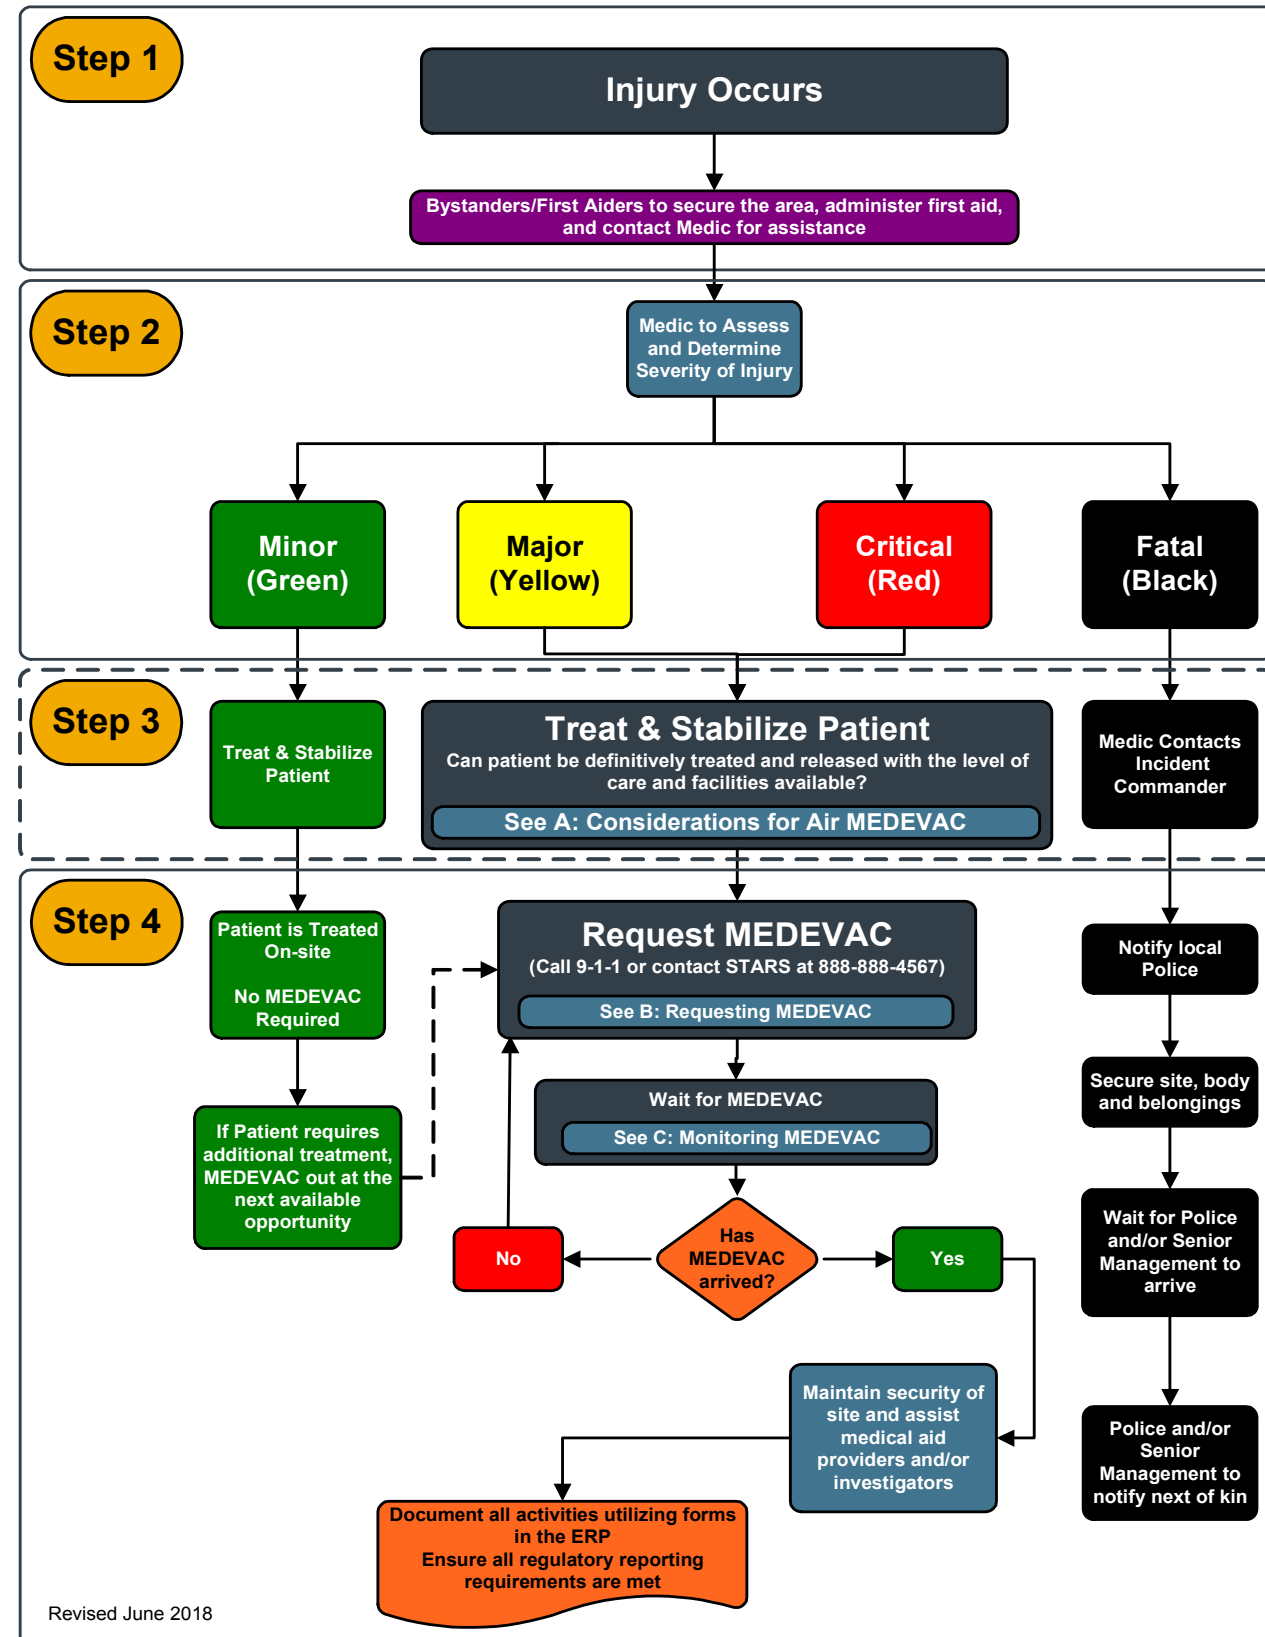 Step 1
Injury Occurs
Bystanders/First Aiders to secure the area, administer first aid,
and contact Medic for assistance
Step 2
Medic to Assess
and Determine
Severity of Injury
Minor
(Green)
Major
(Yellow)
Critical
(Red)
Fatal
(Black)
Step 3
Treat & Stabilize
Patient
Treat & Stabilize Patient
Can patient be definitively treated and released with the level of
care and facilities available?
See A: Considerations for Air MEDEVAC
Medic Contacts
Incident
Commander
Step 4
Patient is Treated
On-site
No MEDEVAC
Required
If Patient requires
additional treatment,
MEDEVAC out at the
next available
opportunity
Request MEDEVAC
(Call 9-1-1 or contact STARS at 888-888-4567)
See B: Requesting MEDEVAC
Wait for MEDEVAC
See C: Monitoring MEDEVAC
Has
MEDEVAC
arrived?
No
Yes
Maintain security of
site and assist
medical aid
providers and/or
investigators
Document all activities utilizing forms
in the ERP
Ensure all regulatory reporting
requirements are met
Notify local
Police
Secure site, body
and belongings
Wait for Police
and/or Senior
Management to
arrive
Police and/or
Senior
Management to
notify next of kin
Revised June 2018